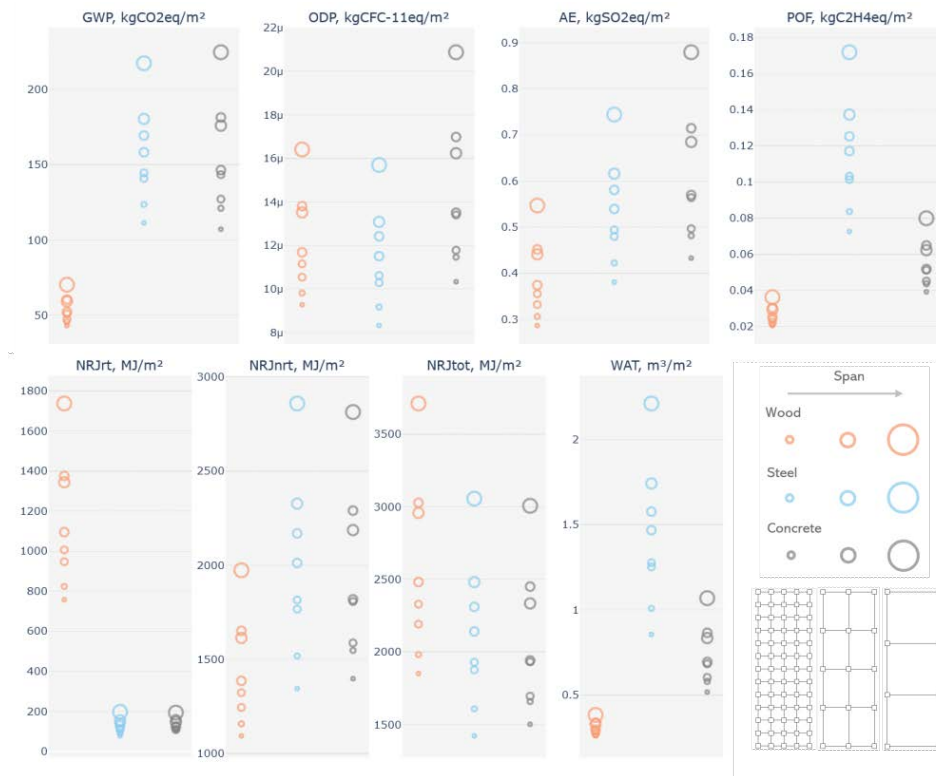 GWP, kgCO2eq/m²
200
150
100
50
ODP, kgCFC-11eq/m²
22µ
20µ
18µ
16µ
14µ
12µ
10µ
8µ
AE, kgSO2eq/m²
0.9
0.8
0.7
0.6
0.5
0.4
0.3
POF, kgC2H4eq/m²
0.18
0.16
0.14
0.12
0.1
0.08
0.06
0.04
0.02
NRJrt, MJ/m²
1800
1600
1400
1200
1000
800
600
400
200
0
NRJnrt, MJ/m²
3000
2500
2000
1500
1000
NRJtot, MJ/m²
3500
3000
2500
2000
1500
WAT, m³/m²
2
1.5
1
0.5
Span
Wood
Steel
Concrete